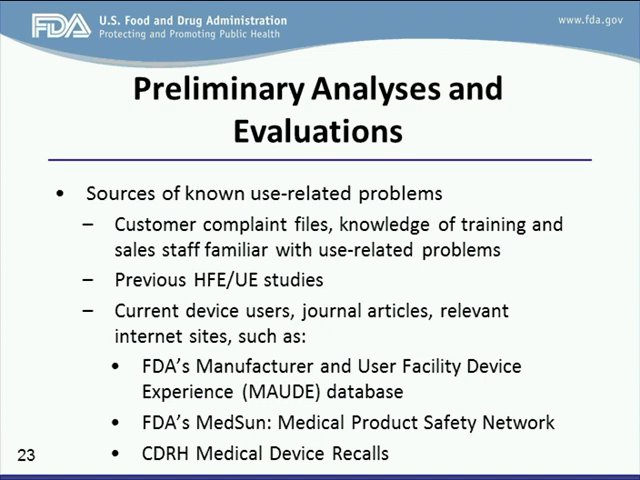 FDA U.S. Food and Drug Administration
Protecting and Promoting Public Health
www.fda.gov
Preliminary Analyses and
Evaluations
• Sources of known use-related problems
– Customer complaint files, knowledge of training and
sales staff familiar with use-related problems
– Previous HFE/UE studies
– Current device users, journal articles, relevant
internet sites, such as:
• FDA’s Manufacturer and User Facility Device
Experience (MAUDE) database
• FDA’s MedSun: Medical Product Safety Network
• CDRH Medical Device Recalls
23